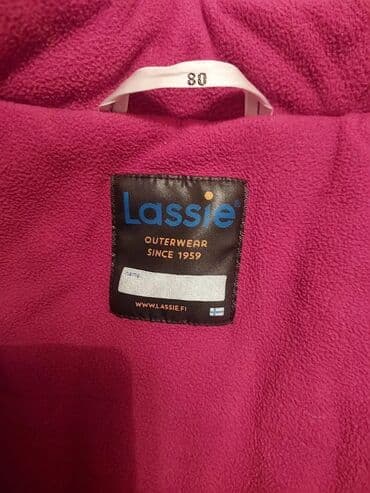 80
Lassie®
OUTERWEAR
SINCE 1959
name:
WWW.LASSIE.FI